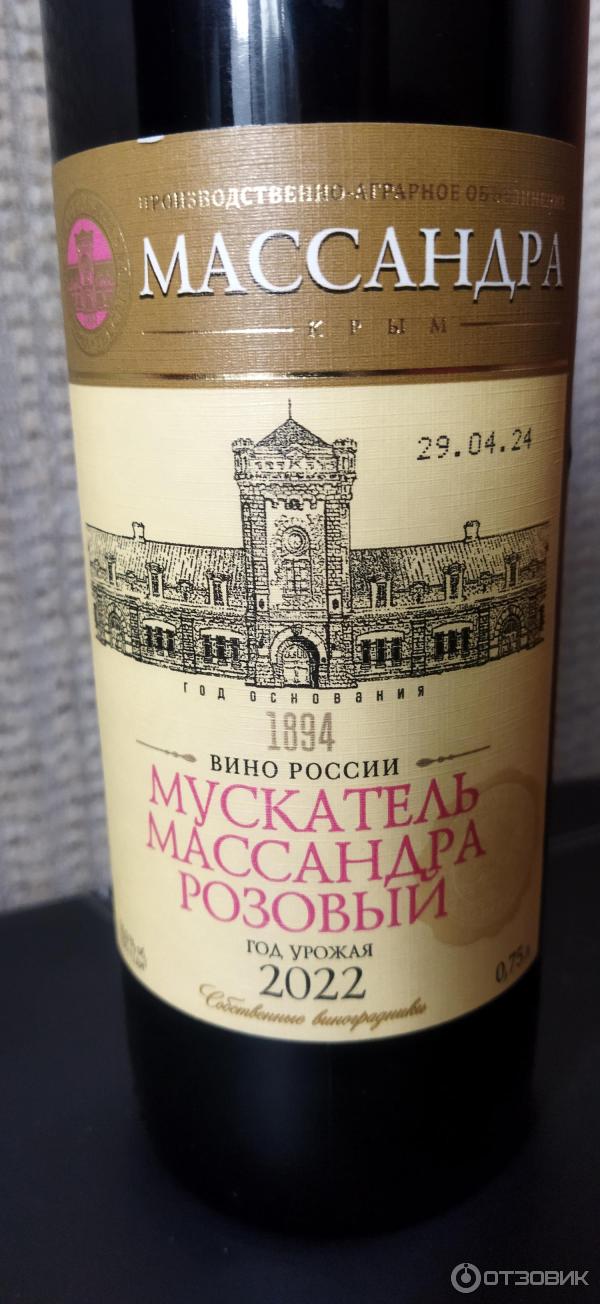 ПРОИЗВОДСТВЕННО-АГРАРНОЕ ОБЪЕДИНЕНИЕ
МАССАНДРА
КРЫМ
29.04.24
ГОД ОСНОВАНИЯ
1894
ВИНО РОССИИ
МУСКАТЕЛЬ
МАССАНДРА
РОЗОВЫЙ
ГОД УРОЖАЯ
2022
0,75л
Собственные виноградники
ОТЗОВИК